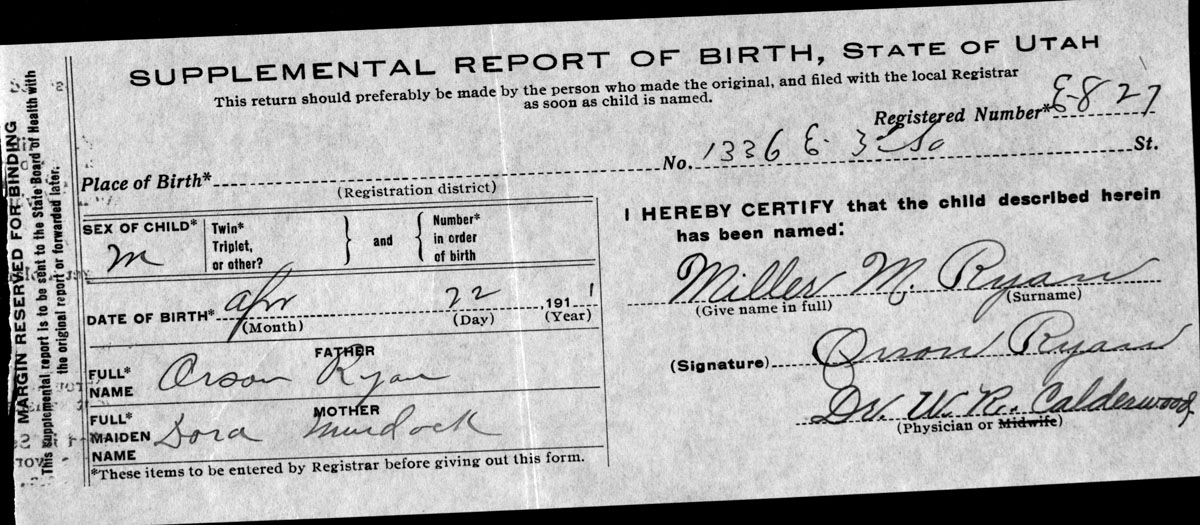 SUPPLEMENTAL REPORT OF BIRTH, STATE OF UTAH
This return should preferably be made by the person who made the original, and filed with the local Registrar
as soon as child is named.
Registered Number* E-827
Place of Birth* No. 1336 E. 3rd So St.
(Registration district)
MARGIN RESERVED FOR BINDING
This supplemental report is to be sent to the State Board of Health with
the original report or forwarded later.
SEX OF CHILD* M
Twin*
Triplet,
or other?
} and {
Number*
in order
of birth
DATE OF BIRTH* Apr 22, 1911
(Month) (Day) (Year)
FATHER
FULL*
NAME Orson Ryan
MOTHER
FULL*
MAIDEN
NAME Dora Murdock
*These items to be entered by Registrar before giving out this form.
I HEREBY CERTIFY that the child described herein
has been named:
Miller M. Ryan
(Give name in full) (Surname)
(Signature) Orson Ryan
Dr. W. R. Calderwood
(Physician or Midwife)